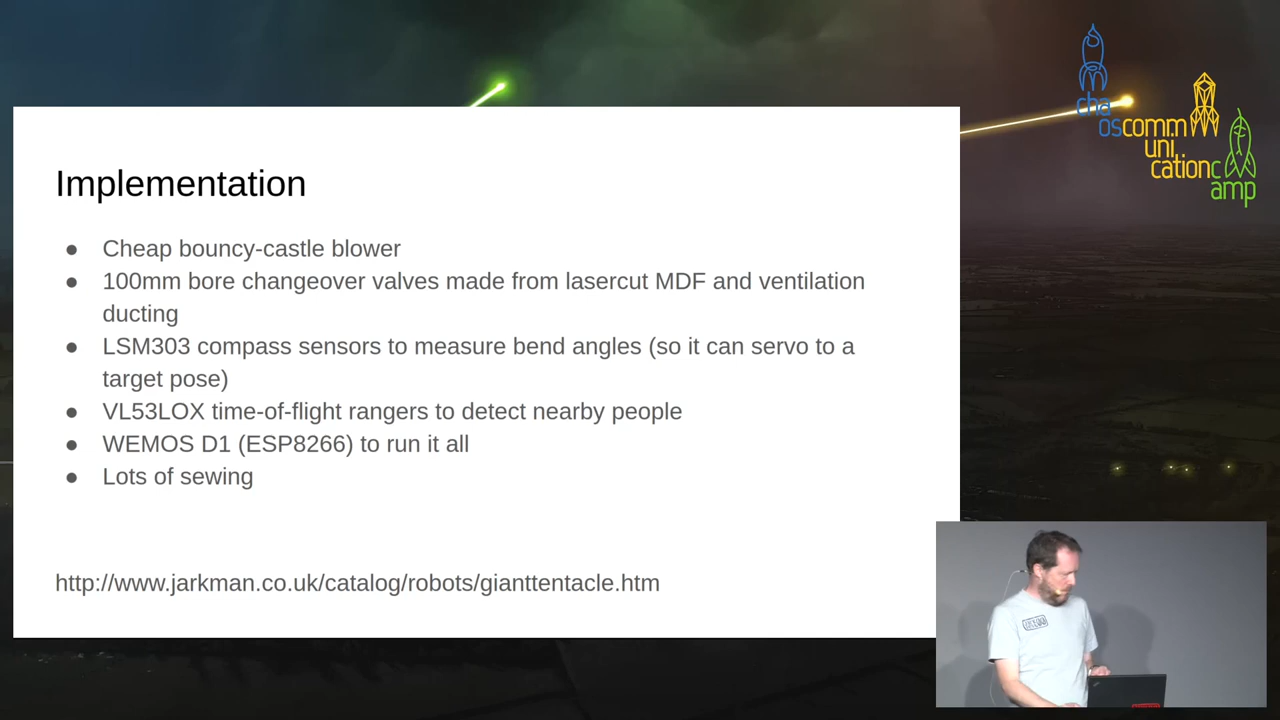 Implementation
● Cheap bouncy-castle blower
● 100mm bore changeover valves made from lasercut MDF and ventilation
ducting
● LSM303 compass sensors to measure bend angles (so it can servo to a
target pose)
● VL53LOX time-of-flight rangers to detect nearby people
● WEMOS D1 (ESP8266) to run it all
● Lots of sewing
http://www.jarkman.co.uk/catalog/robots/gianttentacle.htm
cha
oscomm
uni
cationc
amp